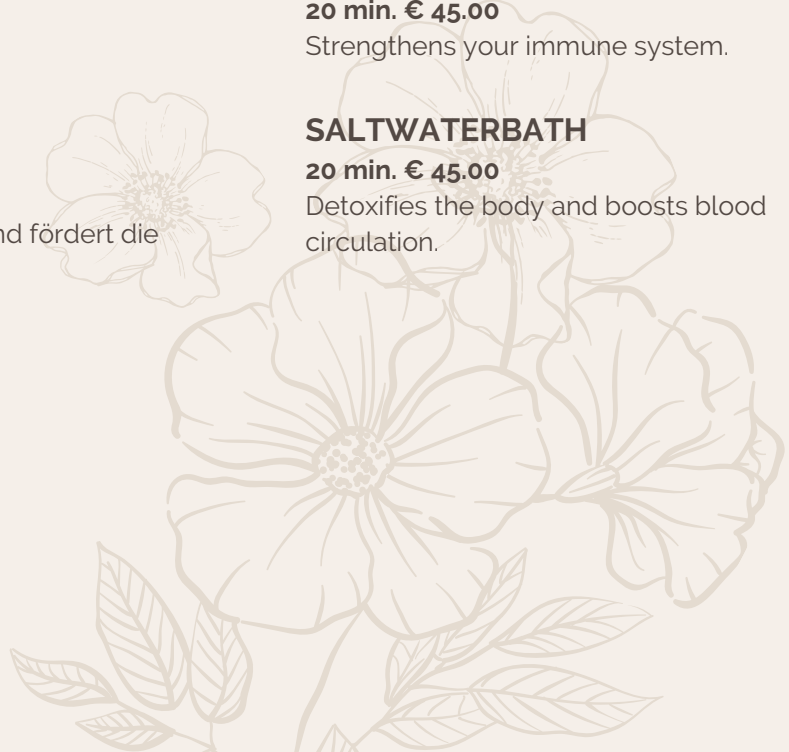 nd fördert die
20 min. € 45.00
Strengthens your immune system.
SALTWATERBATH
20 min. € 45.00
Detoxifies the body and boosts blood
circulation.